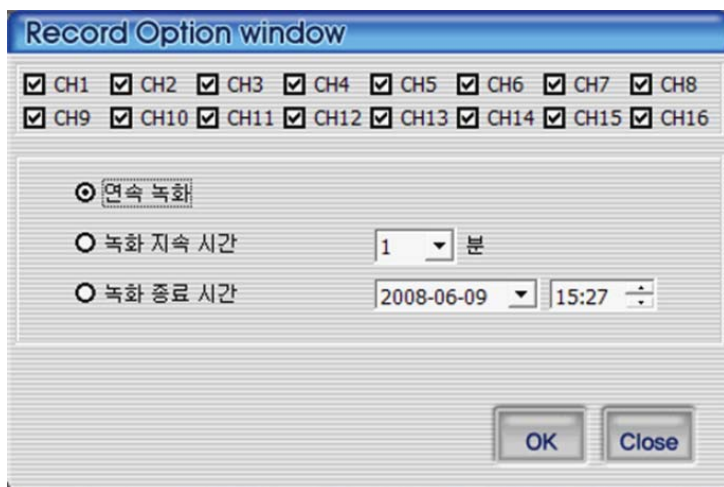 Record Option window
CH1 CH2 CH3 CH4 CH5 CH6 CH7 CH8
CH9 CH10 CH11 CH12 CH13 CH14 CH15 CH16
연속 녹화
녹화 지속 시간 1 분
녹화 종료 시간 2008-06-09 15:27
OK Close